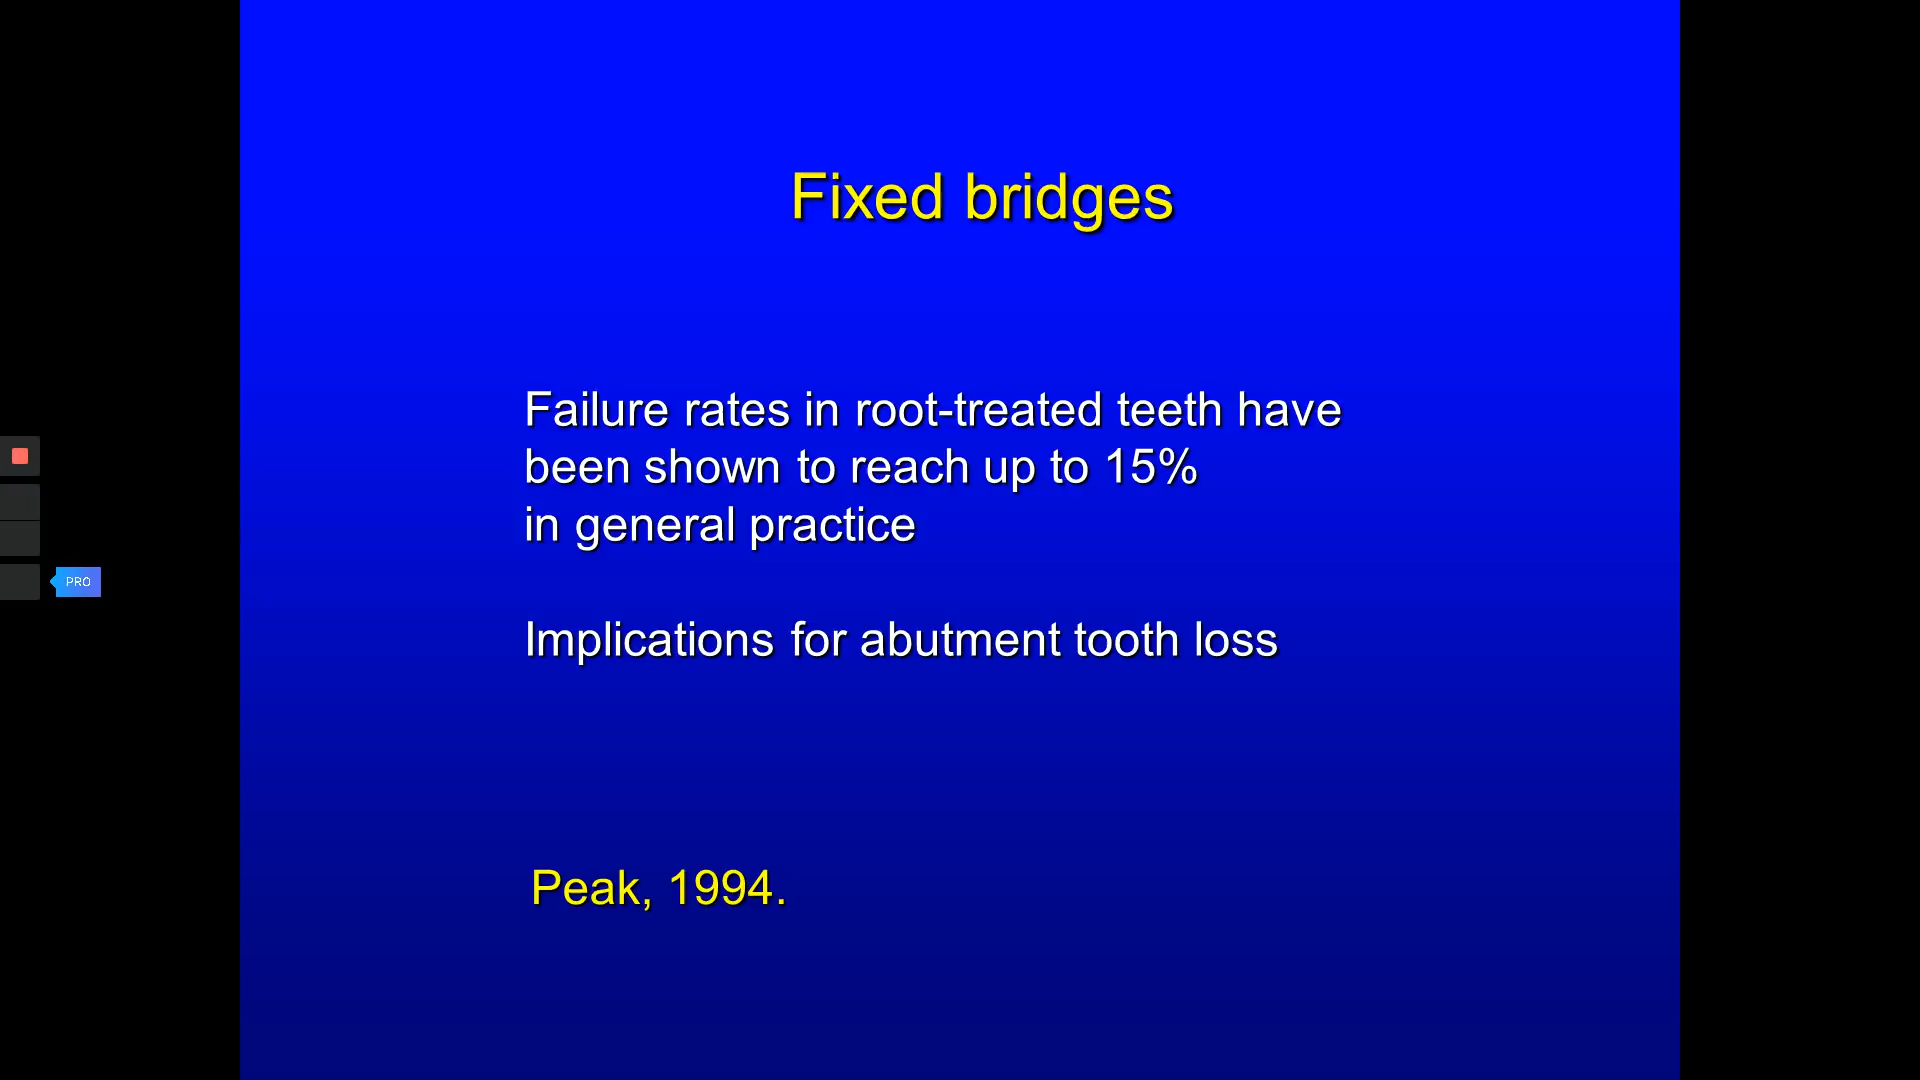 Fixed bridges
Failure rates in root-treated teeth have
been shown to reach up to 15%
in general practice
Implications for abutment tooth loss
PRO
Peak, 1994.